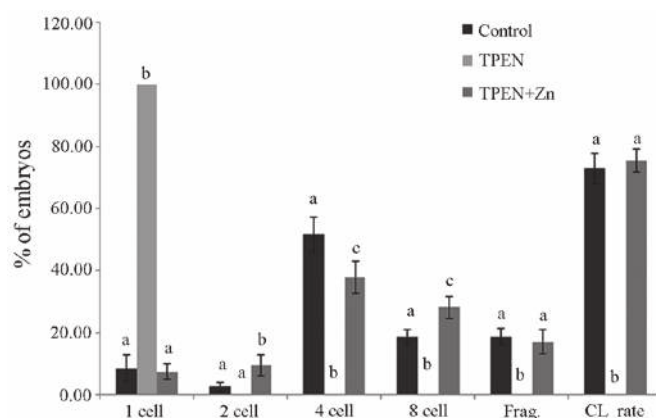 120.00
100.00
80.00
60.00
40.00
20.00
0.00
% of embryos
Control
TPEN
TPEN+Zn
a b a
a a b
a b c
a b c
a b a
a b a
1 cell 2 cell 4 cell 8 cell Frag. CL rate